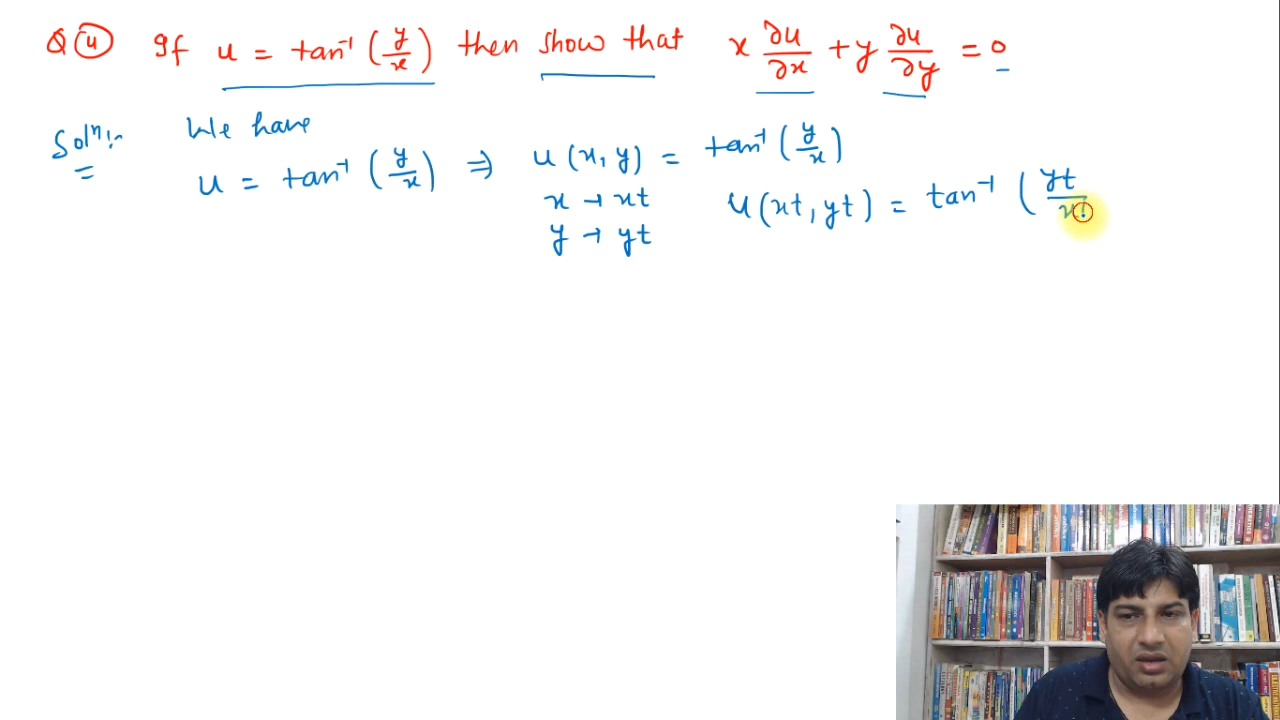 Q ④ If u = tan⁻¹ (y/x) then show that x ∂u/∂x + y ∂u/∂y = 0
Solⁿ:- We have
u = tan⁻¹ (y/x) ⇒ u(x, y) = tan⁻¹ (y/x)
x → xt
y → yt
u(xt, yt) = tan⁻¹ (yt/x